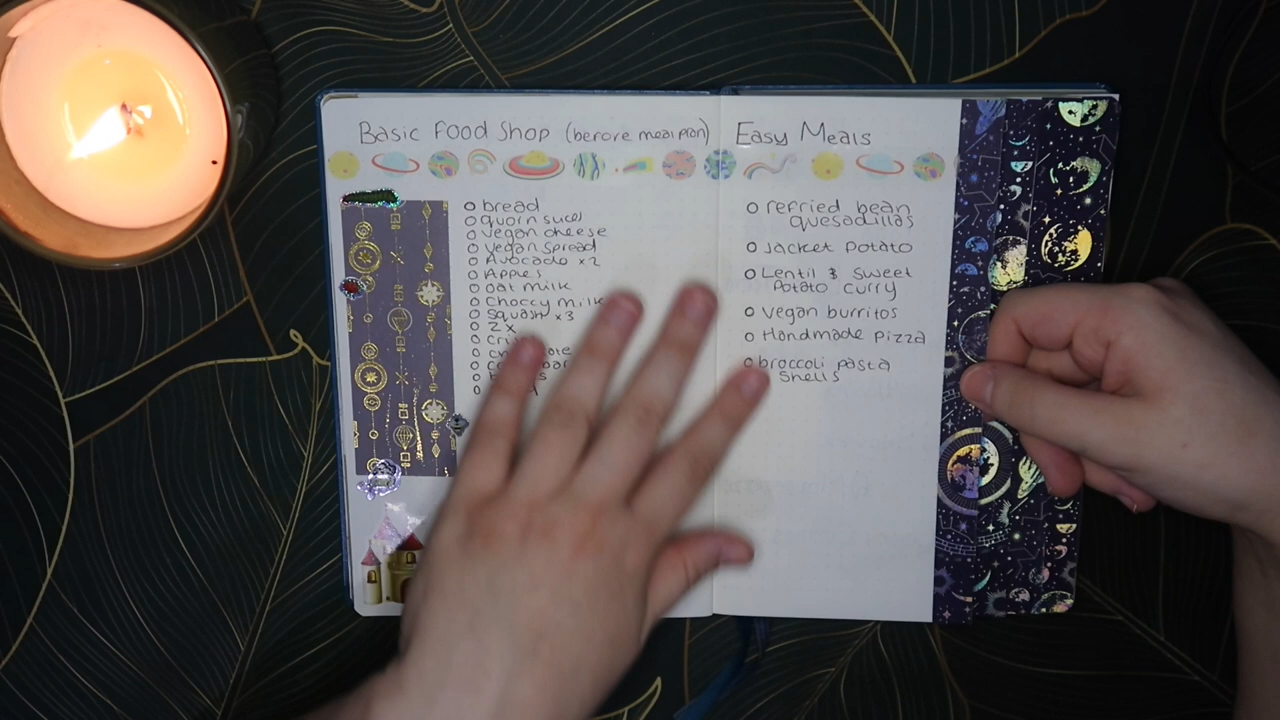 Basic Food Shop (before meal plan)
bread
quorn slices
vegan cheese
vegan spread
Avocado x2
Apples
oat milk
Choccy milk
Squash x3
2x
Easy Meals
refried bean
quesadillas
Jacket Potato
Lentil & Sweet
Potato curry
vegan burritos
Handmade pizza
broccoli pasta
Shells